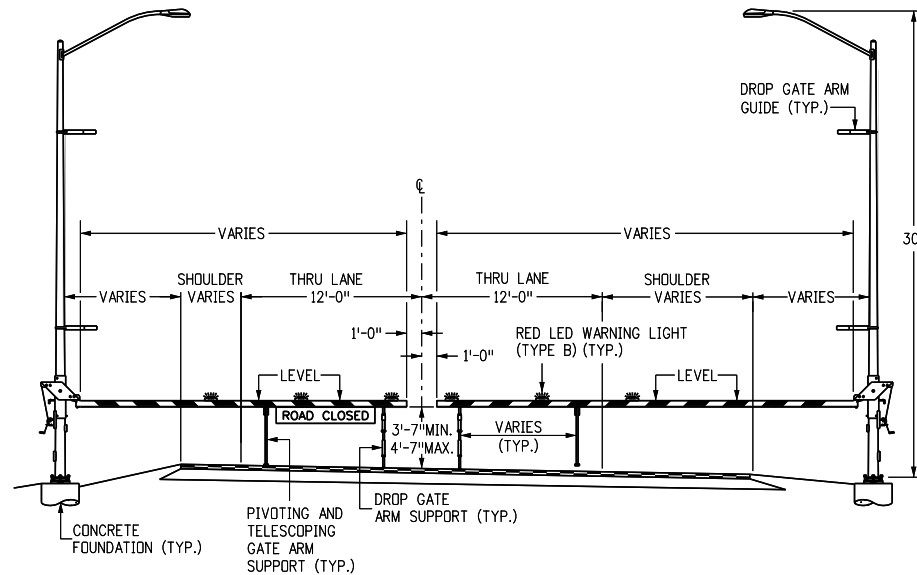 DROP GATE ARM
GUIDE (TYP.)
℄
30
VARIES
VARIES
SHOULDER
VARIES
THRU LANE
12'-0"
THRU LANE
12'-0"
SHOULDER
VARIES
VARIES
VARIES
1'-0"
RED LED WARNING LIGHT
(TYPE B) (TYP.)
1'-0"
LEVEL
LEVEL
ROAD CLOSED
3'-7"MIN.
4'-7"MAX.
VARIES
(TYP.)
DROP GATE
ARM SUPPORT (TYP.)
PIVOTING AND
TELESCOPING
GATE ARM
SUPPORT (TYP.)
CONCRETE
FOUNDATION (TYP.)